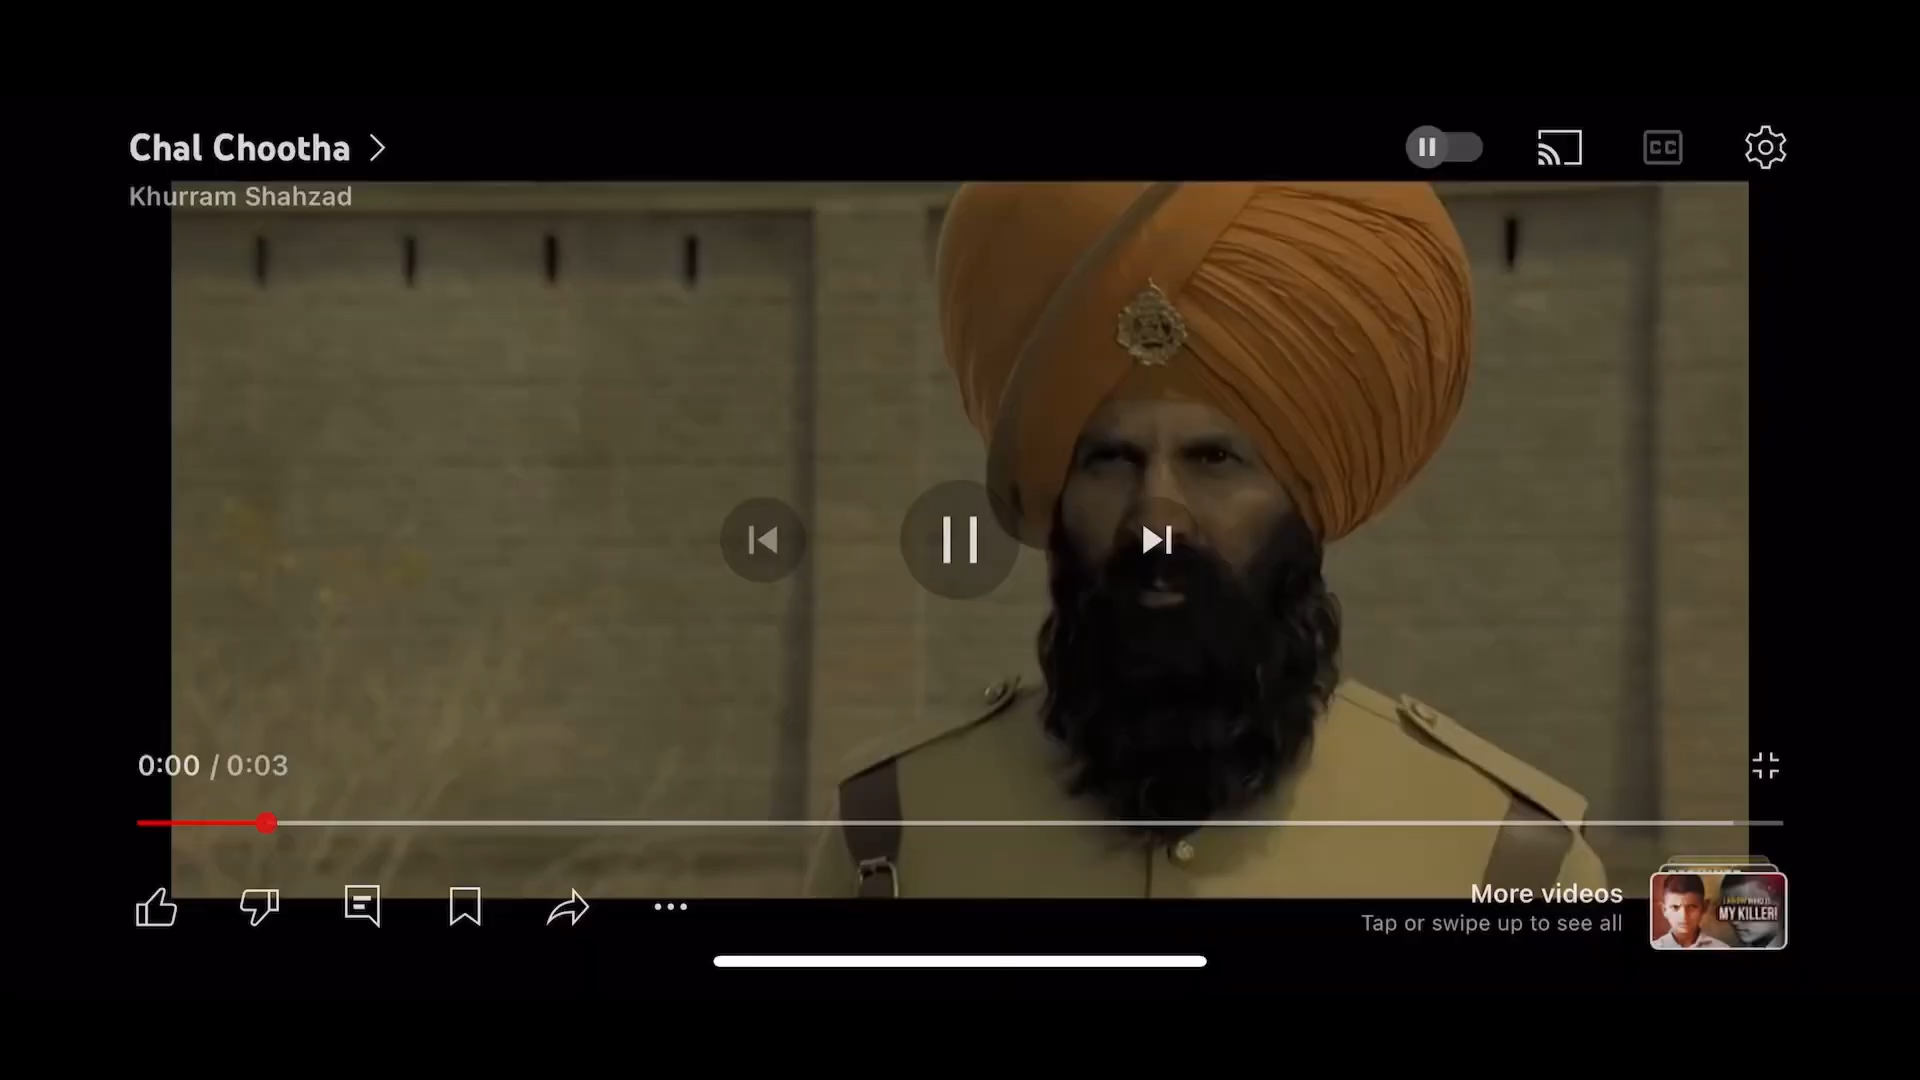 Chal Chootha
Khurram Shahzad
CC
0:00 / 0:03
More videos
Tap or swipe up to see all
MY KILLER!